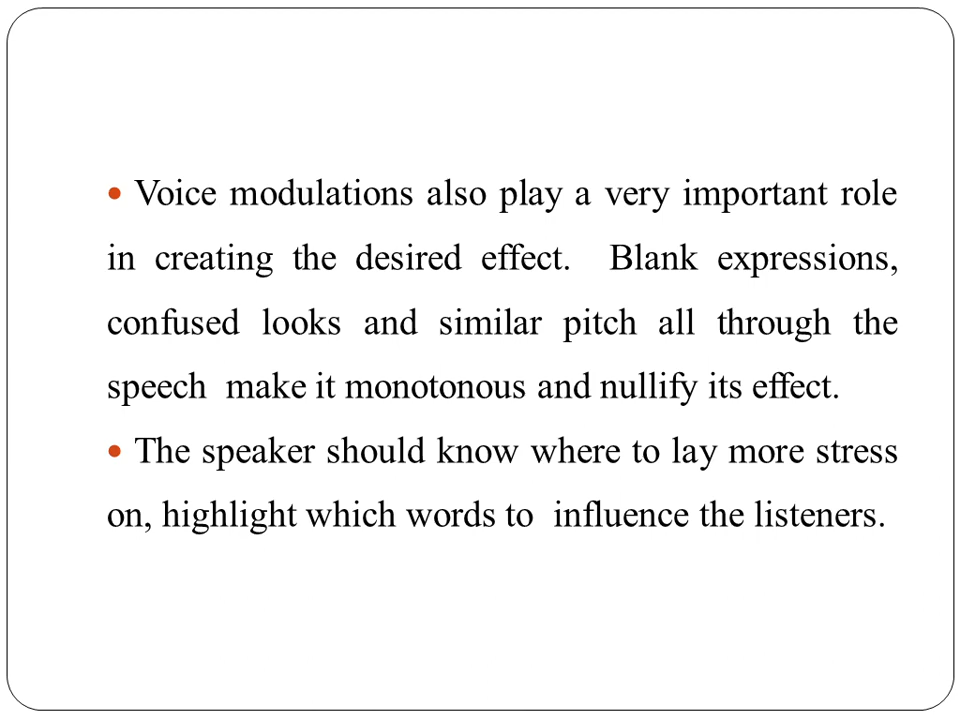 • Voice modulations also play a very important role
in creating the desired effect.  Blank expressions,
confused looks and similar pitch all through the
speech  make it monotonous and nullify its effect.
• The speaker should know where to lay more stress
on, highlight which words to  influence the listeners.